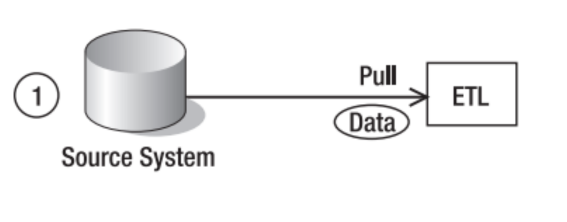 1
Pull
ETL
Data
Source System